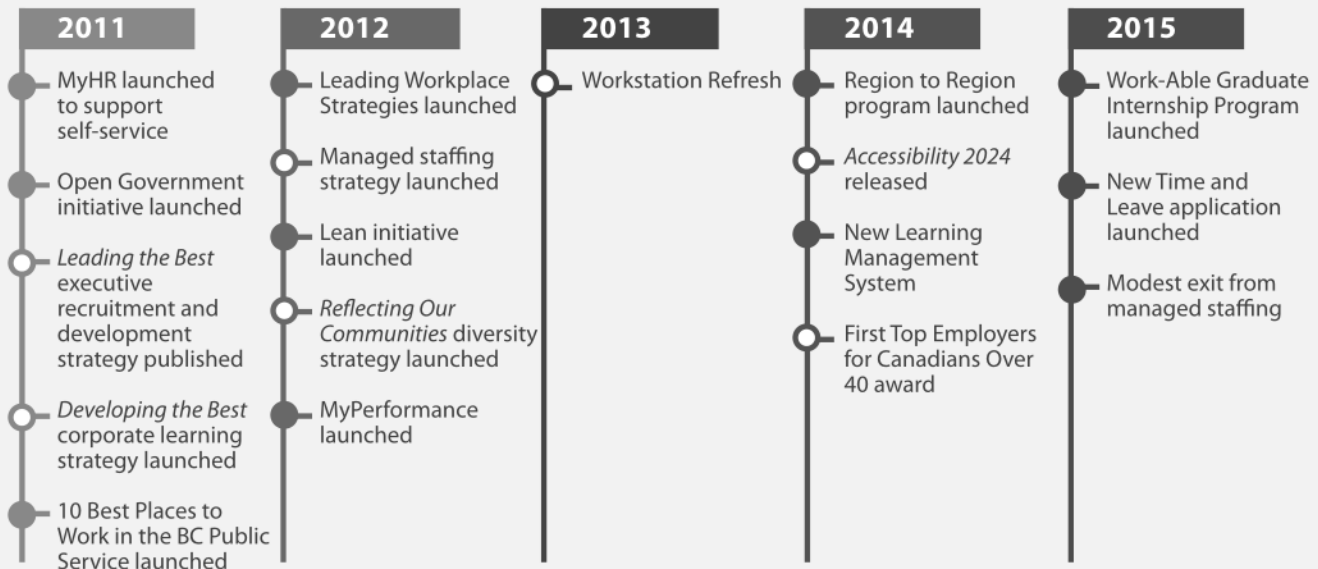 2011
MyHR launched
to support
self-service
Open Government
initiative launched
Leading the Best
executive
recruitment and
development
strategy published
Developing the Best
corporate learning
strategy launched
10 Best Places to
Work in the BC Public
Service launched
2012
Leading Workplace
Strategies launched
Managed staffing
strategy launched
Lean initiative
launched
Reflecting Our
Communities diversity
strategy launched
MyPerformance
launched
2013
Workstation Refresh
2014
Region to Region
program launched
Accessibility 2024
released
New Learning
Management
System
First Top Employers
for Canadians Over
40 award
2015
Work-Able Graduate
Internship Program
launched
New Time and
Leave application
launched
Modest exit from
managed staffing